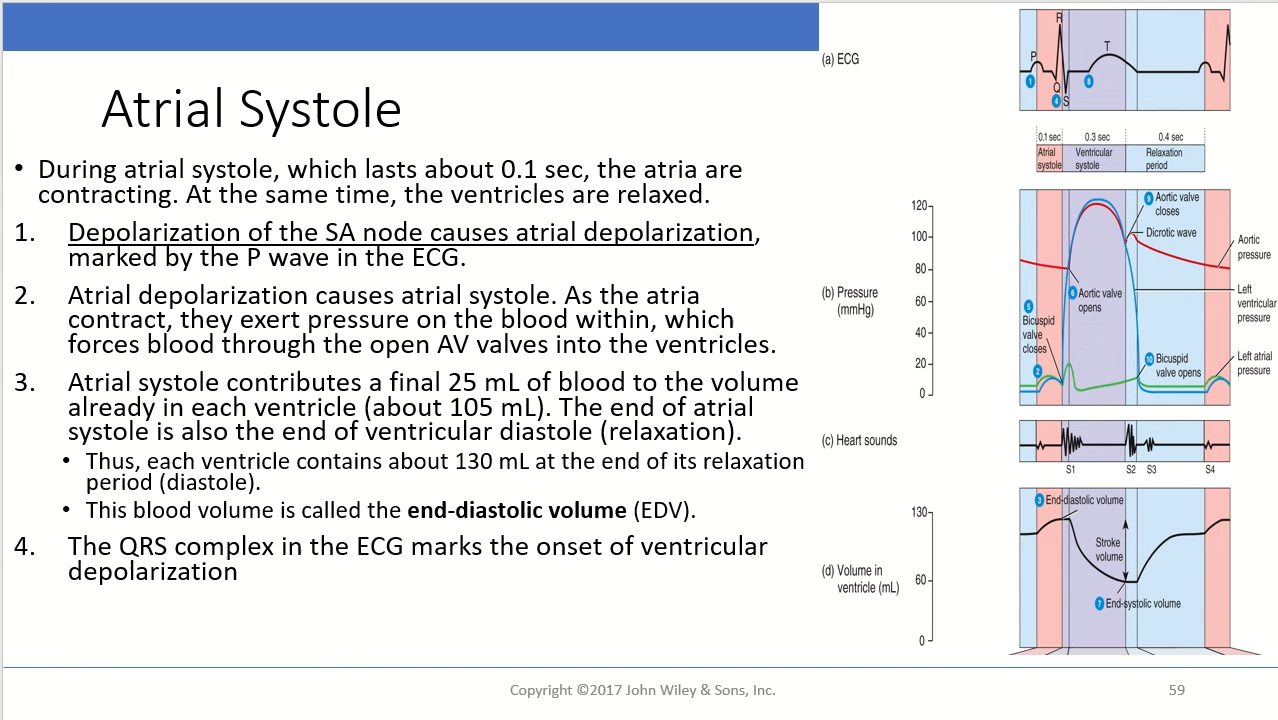 Atrial Systole
• During atrial systole, which lasts about 0.1 sec, the atria are
contracting. At the same time, the ventricles are relaxed.
1. Depolarization of the SA node causes atrial depolarization,
marked by the P wave in the ECG.
2. Atrial depolarization causes atrial systole. As the atria
contract, they exert pressure on the blood within, which
forces blood through the open AV valves into the ventricles.
3. Atrial systole contributes a final 25 mL of blood to the volume
already in each ventricle (about 105 mL). The end of atrial
systole is also the end of ventricular diastole (relaxation).
• Thus, each ventricle contains about 130 mL at the end of its relaxation
period (diastole).
• This blood volume is called the end-diastolic volume (EDV).
4. The QRS complex in the ECG marks the onset of ventricular
depolarization
(a) ECG
R
P
T
1
8
Q
4 S
0.1 sec 0.3 sec 0.4 sec
Atrial
systole
Ventricular
systole
Relaxation
period
(b) Pressure
(mmHg)
120
100
80
60
40
20
0
9 Aortic valve
closes
Dicrotic wave
Aortic
pressure
6 Aortic valve
opens
Left
ventricular
pressure
5
Bicuspid
valve
closes
2
10 Bicuspid
valve opens
Left atrial
pressure
(c) Heart sounds
S1 S2 S3 S4
(d) Volume in
ventricle (mL)
130
60
0
3 End-diastolic volume
Stroke
volume
7 End-systolic volume
Copyright ©2017 John Wiley & Sons, Inc.
59